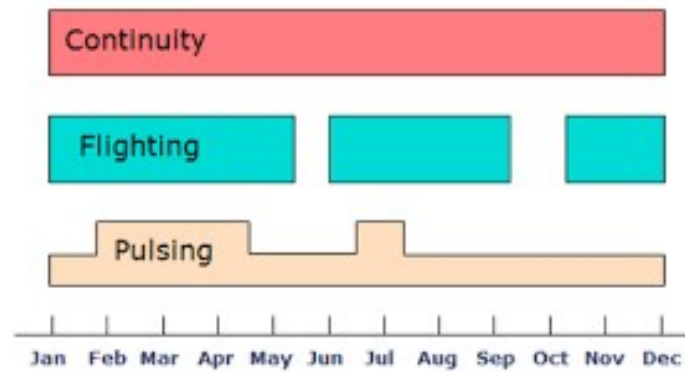 Continuity
Flighting
Pulsing
Jan Feb Mar Apr May Jun Jul Aug Sep Oct Nov Dec